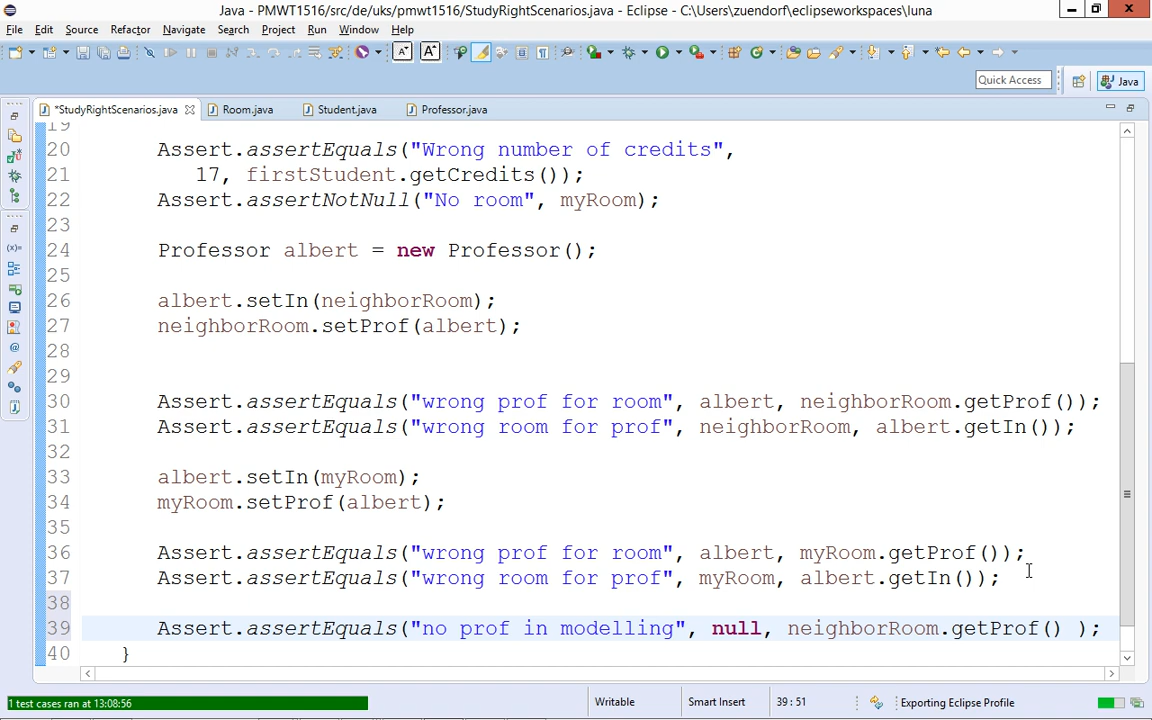 Java - PMWT1516/src/de/uks/pmwt1516/StudyRightScenarios.java - Eclipse - C:\Users\zuendorf\eclipseworkspaces\luna
File Edit Source Refactor Navigate Search Project Run Window Help
Quick Access
Java
*StudyRightScenarios.java Room.java Student.java Professor.java
19
20 Assert.assertEquals("Wrong number of credits",
21 17, firstStudent.getCredits());
22 Assert.assertNotNull("No room", myRoom);
23
24 Professor albert = new Professor();
25
26 albert.setIn(neighborRoom);
27 neighborRoom.setProf(albert);
28
29
30 Assert.assertEquals("wrong prof for room", albert, neighborRoom.getProf());
31 Assert.assertEquals("wrong room for prof", neighborRoom, albert.getIn());
32
33 albert.setIn(myRoom);
34 myRoom.setProf(albert);
35
36 Assert.assertEquals("wrong prof for room", albert, myRoom.getProf());
37 Assert.assertEquals("wrong room for prof", myRoom, albert.getIn());
38
39 Assert.assertEquals("no prof in modelling", null, neighborRoom.getProf() );
40 }
1 test cases ran at 13:08:56 Writable Smart Insert 39 : 51 Exporting Eclipse Profile